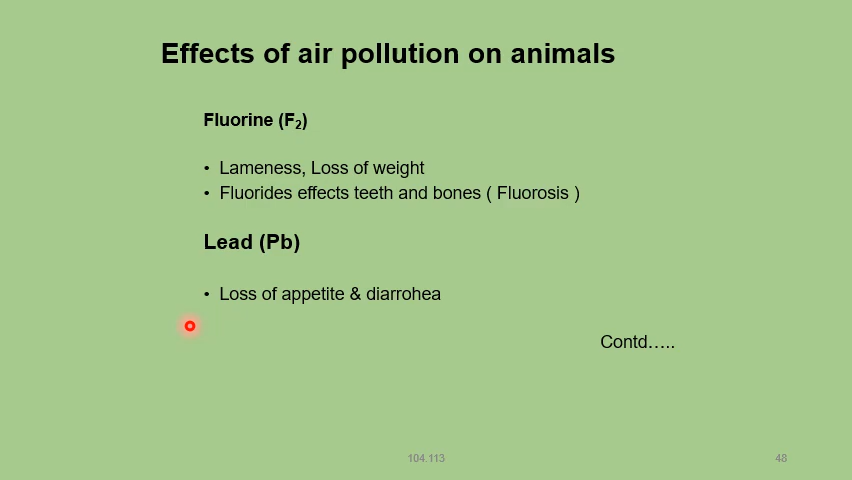 Effects of air pollution on animals
Fluorine (F₂)
• Lameness, Loss of weight
• Fluorides effects teeth and bones ( Fluorosis )
Lead (Pb)
• Loss of appetite & diarrohea
Contd…..
104.113
48